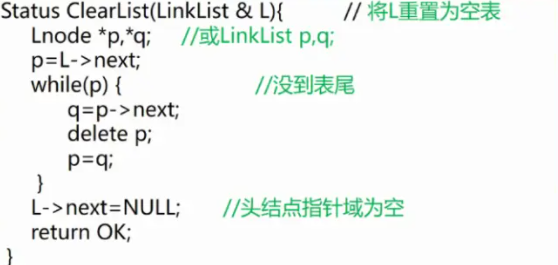 Status ClearList(LinkList & L){ // 将L重置为空表
Lnode *p,*q; //或LinkList p,q;
p=L->next;
while(p) { //没到表尾
q=p->next;
delete p;
p=q;
}
L->next=NULL; //头结点指针域为空
return OK;
}